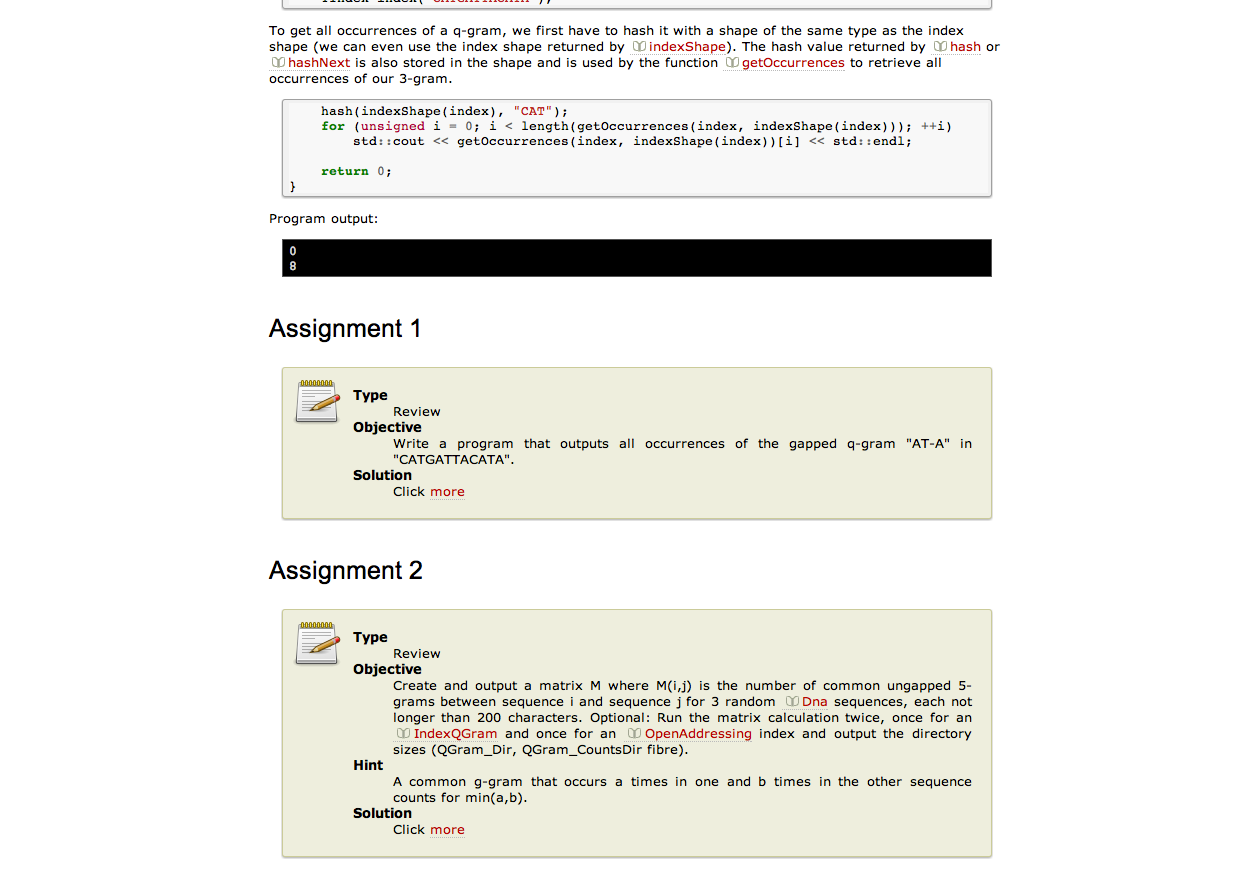 To get all occurrences of a q-gram, we first have to hash it with a shape of the same type as the index
shape (we can even use the index shape returned by indexShape). The hash value returned by hash or
hashNext is also stored in the shape and is used by the function getOccurrences to retrieve all
occurrences of our 3-gram.
hash(indexShape(index), "CAT");
for (unsigned i = 0; i < length(getOccurrences(index, indexShape(index))); ++i)
std::cout << getOccurrences(index, indexShape(index))[i] << std::endl;
return 0;
}
Program output:
0
8
Assignment 1
Type
Review
Objective
Write a program that outputs all occurrences of the gapped q-gram "AT-A" in
"CATGATTACATA".
Solution
Click more
Assignment 2
Type
Review
Objective
Create and output a matrix M where M(i,j) is the number of common ungapped 5-
grams between sequence i and sequence j for 3 random Dna sequences, each not
longer than 200 characters. Optional: Run the matrix calculation twice, once for an
IndexQGram and once for an OpenAddressing index and output the directory
sizes (QGram_Dir, QGram_CountsDir fibre).
Hint
A common g-gram that occurs a times in one and b times in the other sequence
counts for min(a,b).
Solution
Click more